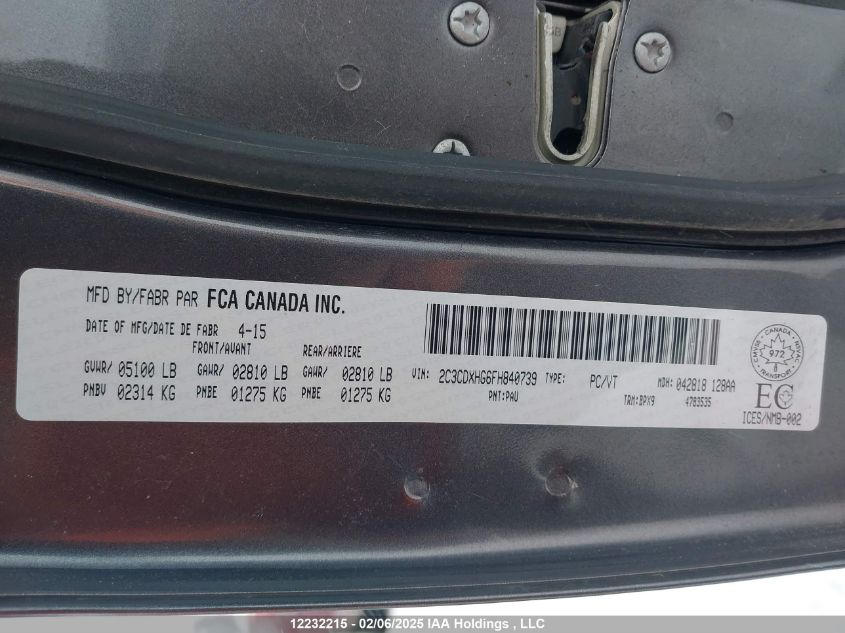 MFD BY/FABR PAR FCA CANADA INC.
DATE OF MFG/DATE DE FABR 4-15
FRONT/AVANT REAR/ARRIERE
GVWR/ 05100 LB GAWR/ 02810 LB GAWR/ 02810 LB
PNBV 02314 KG PNBE 01275 KG PNBE 01275 KG
VIN: 2C3CDXHG6FH840739 TYPE: PC/VT MDH: 042818 128AA
PNT:PAU TRM:BPX9 4783535
CANADA
972
8
TRANSPORT
EC
ICES/NMB-002
12232215 - 02/06/2025 IAA Holdings , LLC